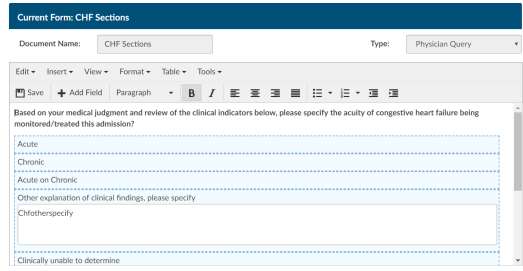 Current Form: CHF Sections
Document Name: CHF Sections Type: Physician Query
Edit Insert View Format Table Tools
Save Add Field Paragraph B I
Based on your medical judgment and review of the clinical indicators below, please specify the acuity of congestive heart failure being
monitored/treated this admission?
Acute
Chronic
Acute on Chronic
Other explanation of clinical findings, please specify
Chfotherspecify
Clinically unable to determine